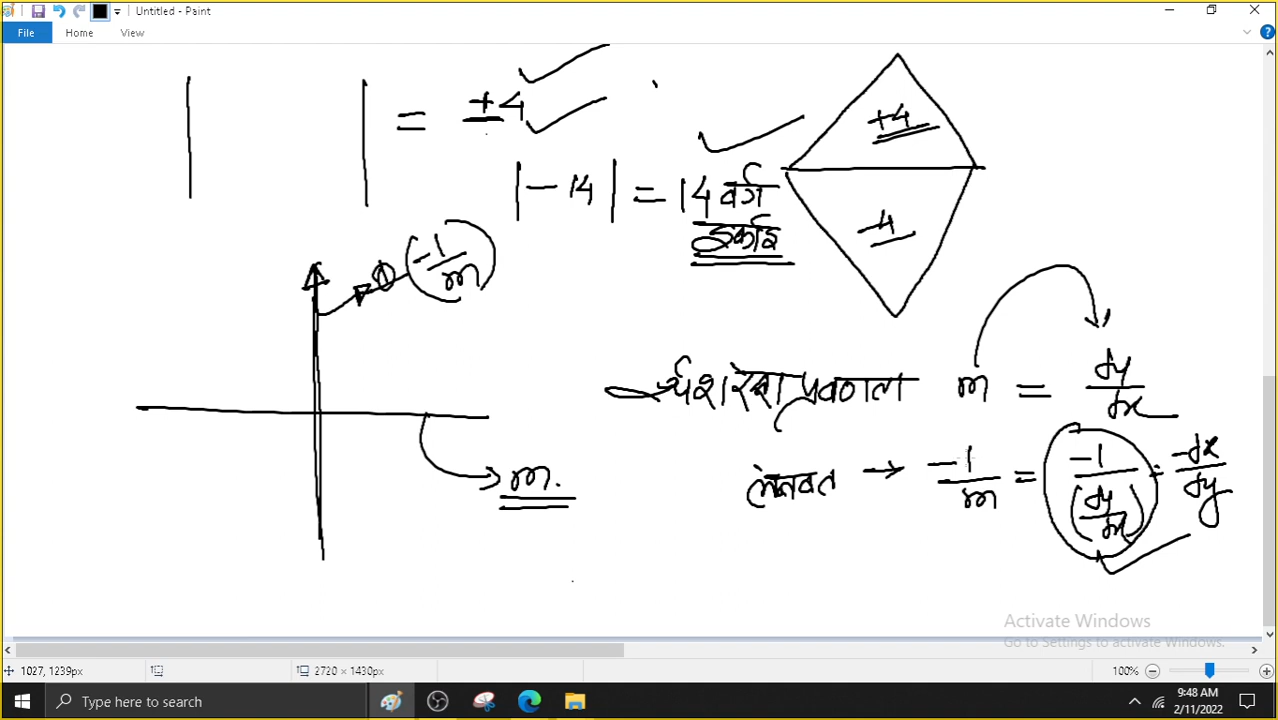 Untitled - Paint
File Home View
= ±4
+4
|-14| = 14 वर्ग
इकाई
-4
-1/m
स्पर्श रेखा प्रवणता m = dy/dx
m.
लम्बवत → -1/m = -1/(dy/dx) = -dx/dy
Activate Windows
Go to Settings to activate Windows.
1027, 1239px
2720 × 1430px
100%
Type here to search
9:48 AM
2/11/2022